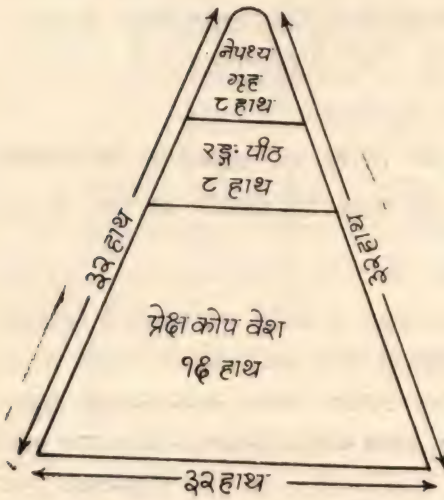 नेपथ्य
गृह
८ हाथ
रङ्ग पीठ
८ हाथ
३२ हाथ
३२ हाथ
प्रेक्ष कोप वेश
१६ हाथ
३२ हाथ